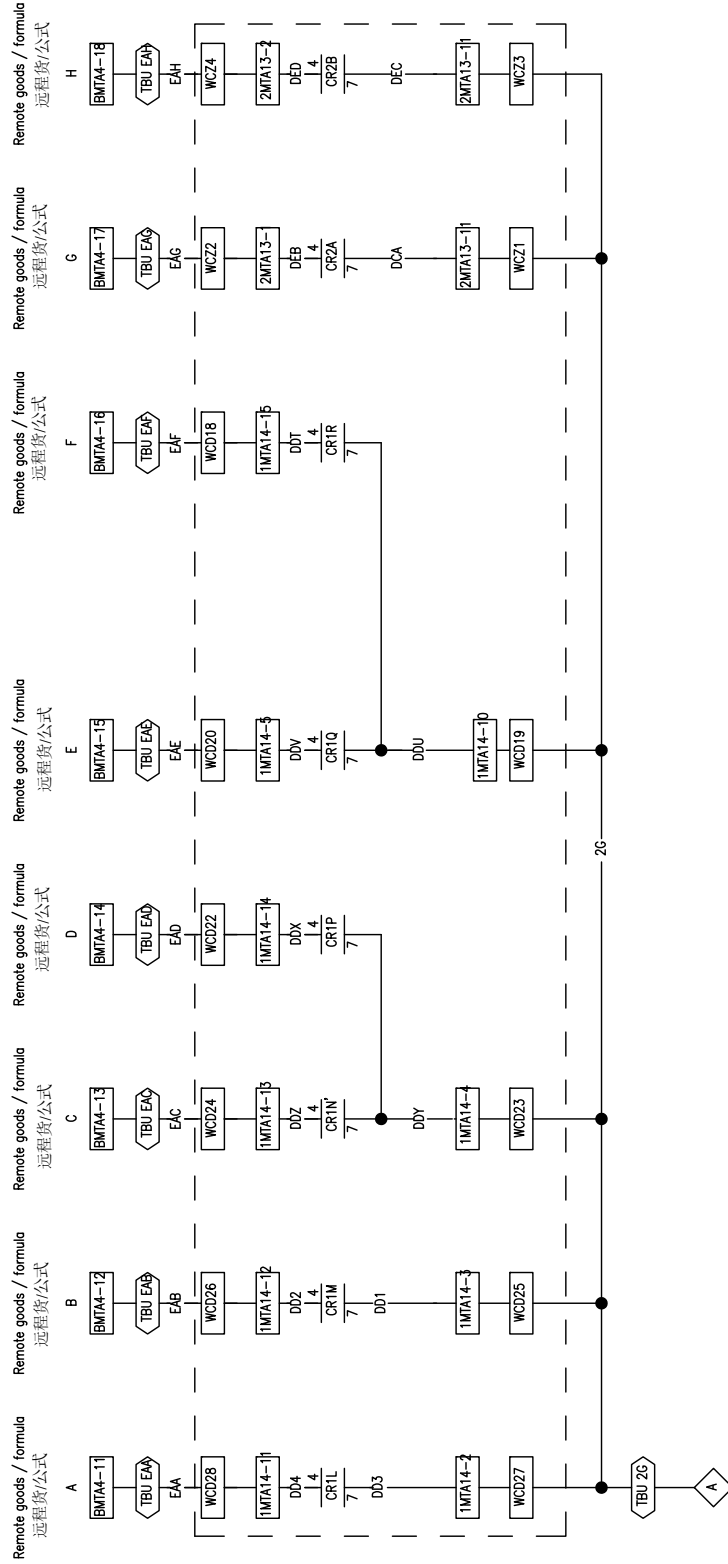 Remote goods / formula
远程货/公式
A
BMTA4-11
TBU EAA
EAA
WCD28
1MTA14-11
DD4
4
CR1L
7
DD3
1MTA14-2
WCD27
TBU 2G
A
Remote goods / formula
远程货/公式
B
BMTA4-12
TBU EAB
EAB
WCD26
1MTA14-12
DD2
4
CR1M
7
DD1
1MTA14-3
WCD25
Remote goods / formula
远程货/公式
C
BMTA4-13
TBU EAC
EAC
WCD24
1MTA14-13
DDZ
4
CR1N'
7
DDY
1MTA14-4
WCD23
Remote goods / formula
远程货/公式
D
BMTA4-14
TBU EAD
EAD
WCD22
1MTA14-14
DDX
4
CR1P
7
2G
Remote goods / formula
远程货/公式
E
BMTA4-15
TBU EAE
EAE
WCD20
1MTA14-5
DDV
4
CR1Q
7
DDU
1MTA14-10
WCD19
Remote goods / formula
远程货/公式
F
BMTA4-16
TBU EAF
EAF
WCD18
1MTA14-15
DDT
4
CR1R
7
Remote goods / formula
远程货/公式
G
BMTA4-17
TBU EAG
EAG
WCZ2
2MTA13-1
DEB
4
CR2A
7
DCA
2MTA13-11
WCZ1
Remote goods / formula
远程货/公式
H
BMTA4-18
TBU EAH
EAH
WCZ4
2MTA13-2
DED
4
CR2B
7
DEC
2MTA13-11
WCZ3